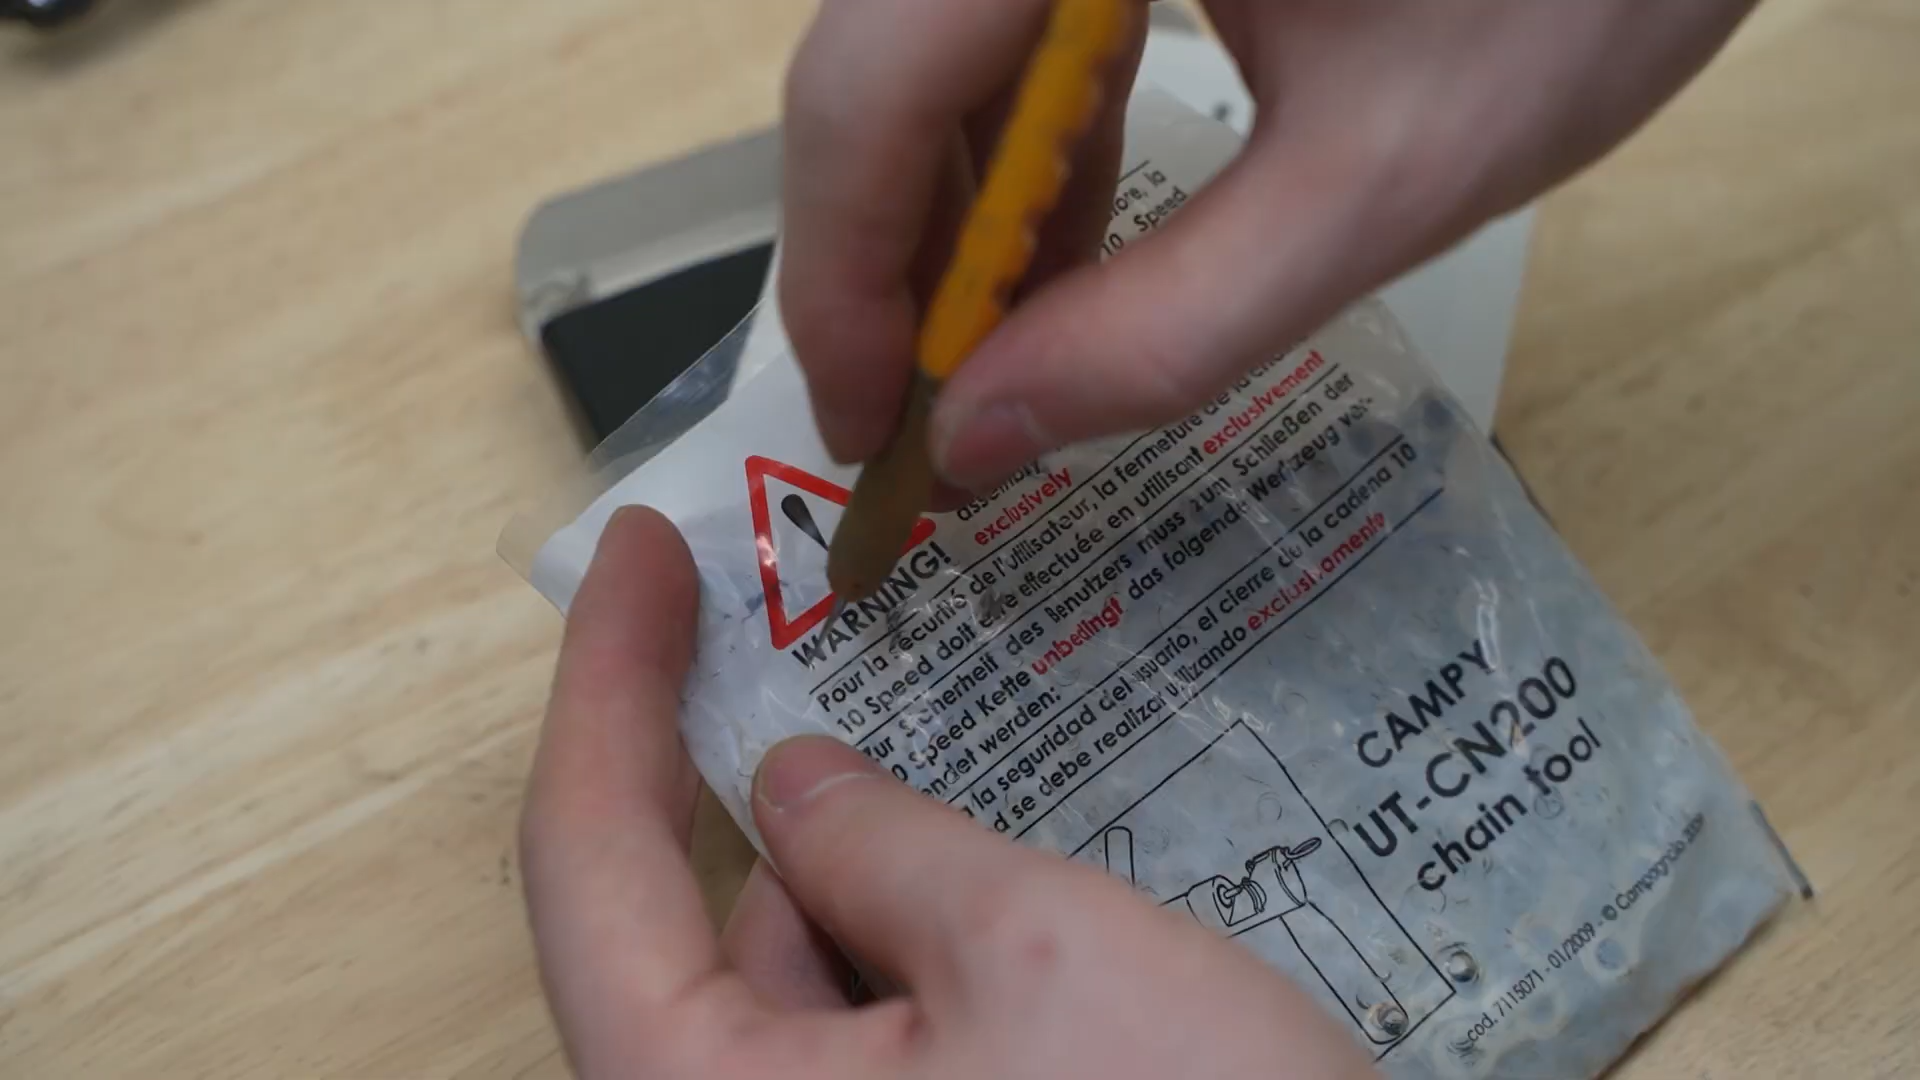 fore, la
10 Speed
assembly,
exclusively
WARNING!
Pour la sécurité de l'utilisateur, la fermeture de la
10 Speed doit être effectuée en utilisant exclusivement
Zur Sicherheit des Benutzers muss zum Schließen der
10 Speed Kette unbedingt das folgende Werkzeug ver-
endet werden:
la seguridad del usuario, el cierre de la cadena 10
d se debe realizar utilizando exclusivamente
CAMPY
UT-CN200
chain tool
cod. 7115071 - 01/2009 - © Campagnolo